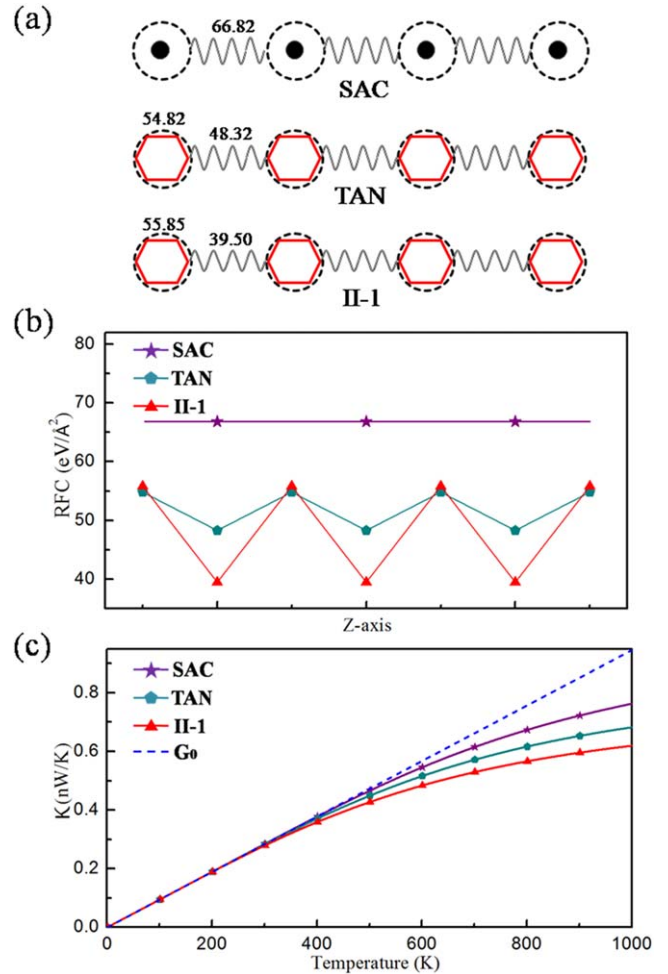 (a)
66.82
SAC
54.82
48.32
TAN
55.85
39.50
II-1
(b)
80
70
60
50
40
RFC (eV/Å²)
SAC
TAN
II-1
Z-axis
(c)
0.8
0.6
0.4
0.2
0.0
K(nW/K)
SAC
TAN
II-1
G₀
0 200 400 600 800 1000
Temperature (K)